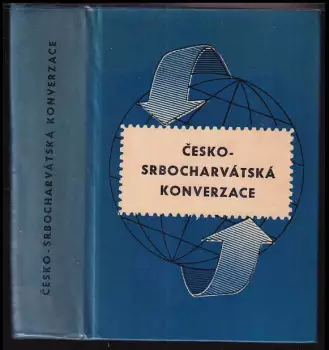 ČESKO-SRBOCHARVÁTSKÁ KONVERZACE
ČESKO-
SRBOCHARVÁTSKÁ
KONVERZACE